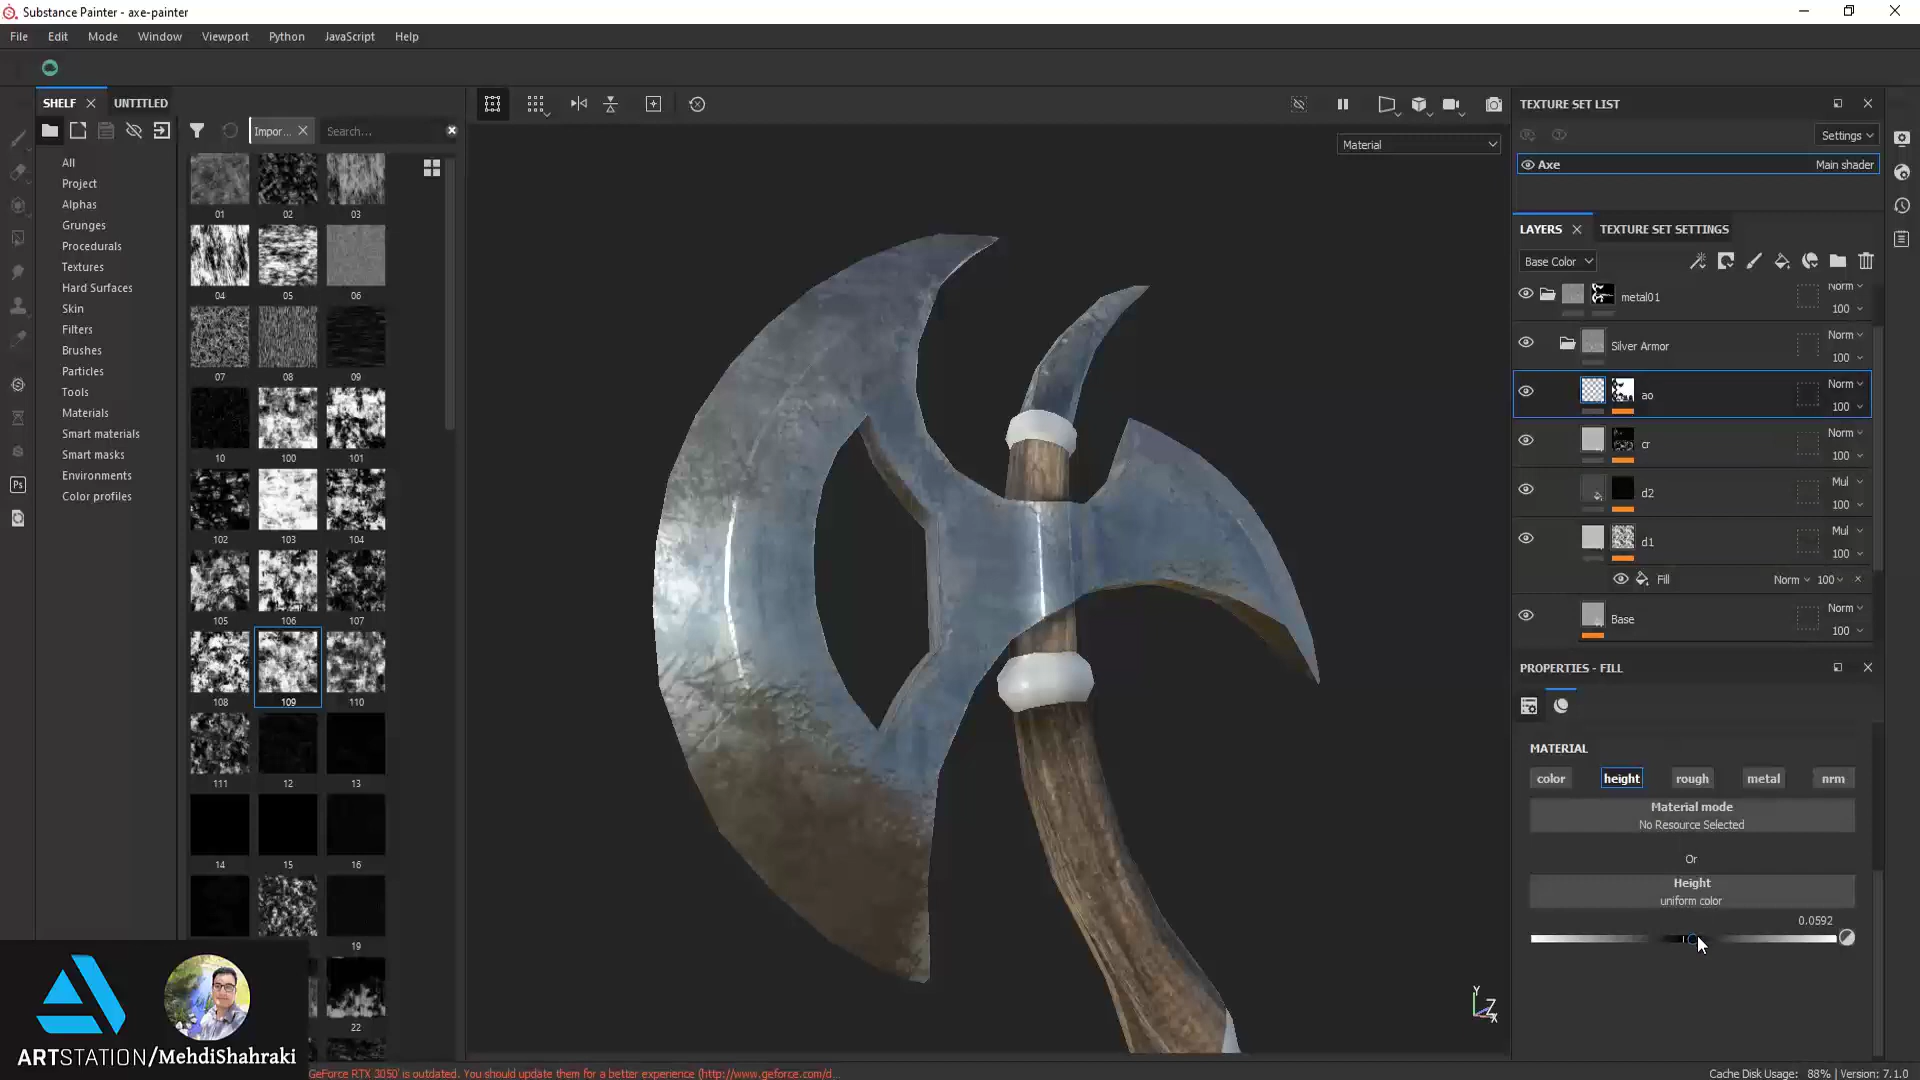 Substance Painter - axe-painter
File Edit Mode Window Viewport Python JavaScript Help
SHELF UNTITLED
Impor... Search...
All
Project
Alphas
Grunges
Procedurals
Textures
Hard Surfaces
Skin
Filters
Brushes
Particles
Tools
Materials
Smart materials
Smart masks
Environments
Color profiles
Ps
01 02 03
04 05 06
07 08 09
10 100 101
102 103 104
105 106 107
108 109 110
111 12 13
14 15 16
19
22
Material
Y
Z
X
TEXTURE SET LIST
Settings
Axe Main shader
LAYERS TEXTURE SET SETTINGS
Base Color
metal01 Norm
100
Silver Armor Norm
100
ao Norm
100
cr Norm
100
d2 Mul
100
d1 Mul
100
Fill Norm 100
Base Norm
100
PROPERTIES - FILL
MATERIAL
color height rough metal nrm
Material mode
No Resource Selected
Or
Height
uniform color
0.0592
ARTSTATION/MehdiShahraki
GeForce RTX 3050' is outdated. You should update them for a better experience (http://www.geforce.com/d...
Cache Disk Usage: 88% | Version: 7.1.0